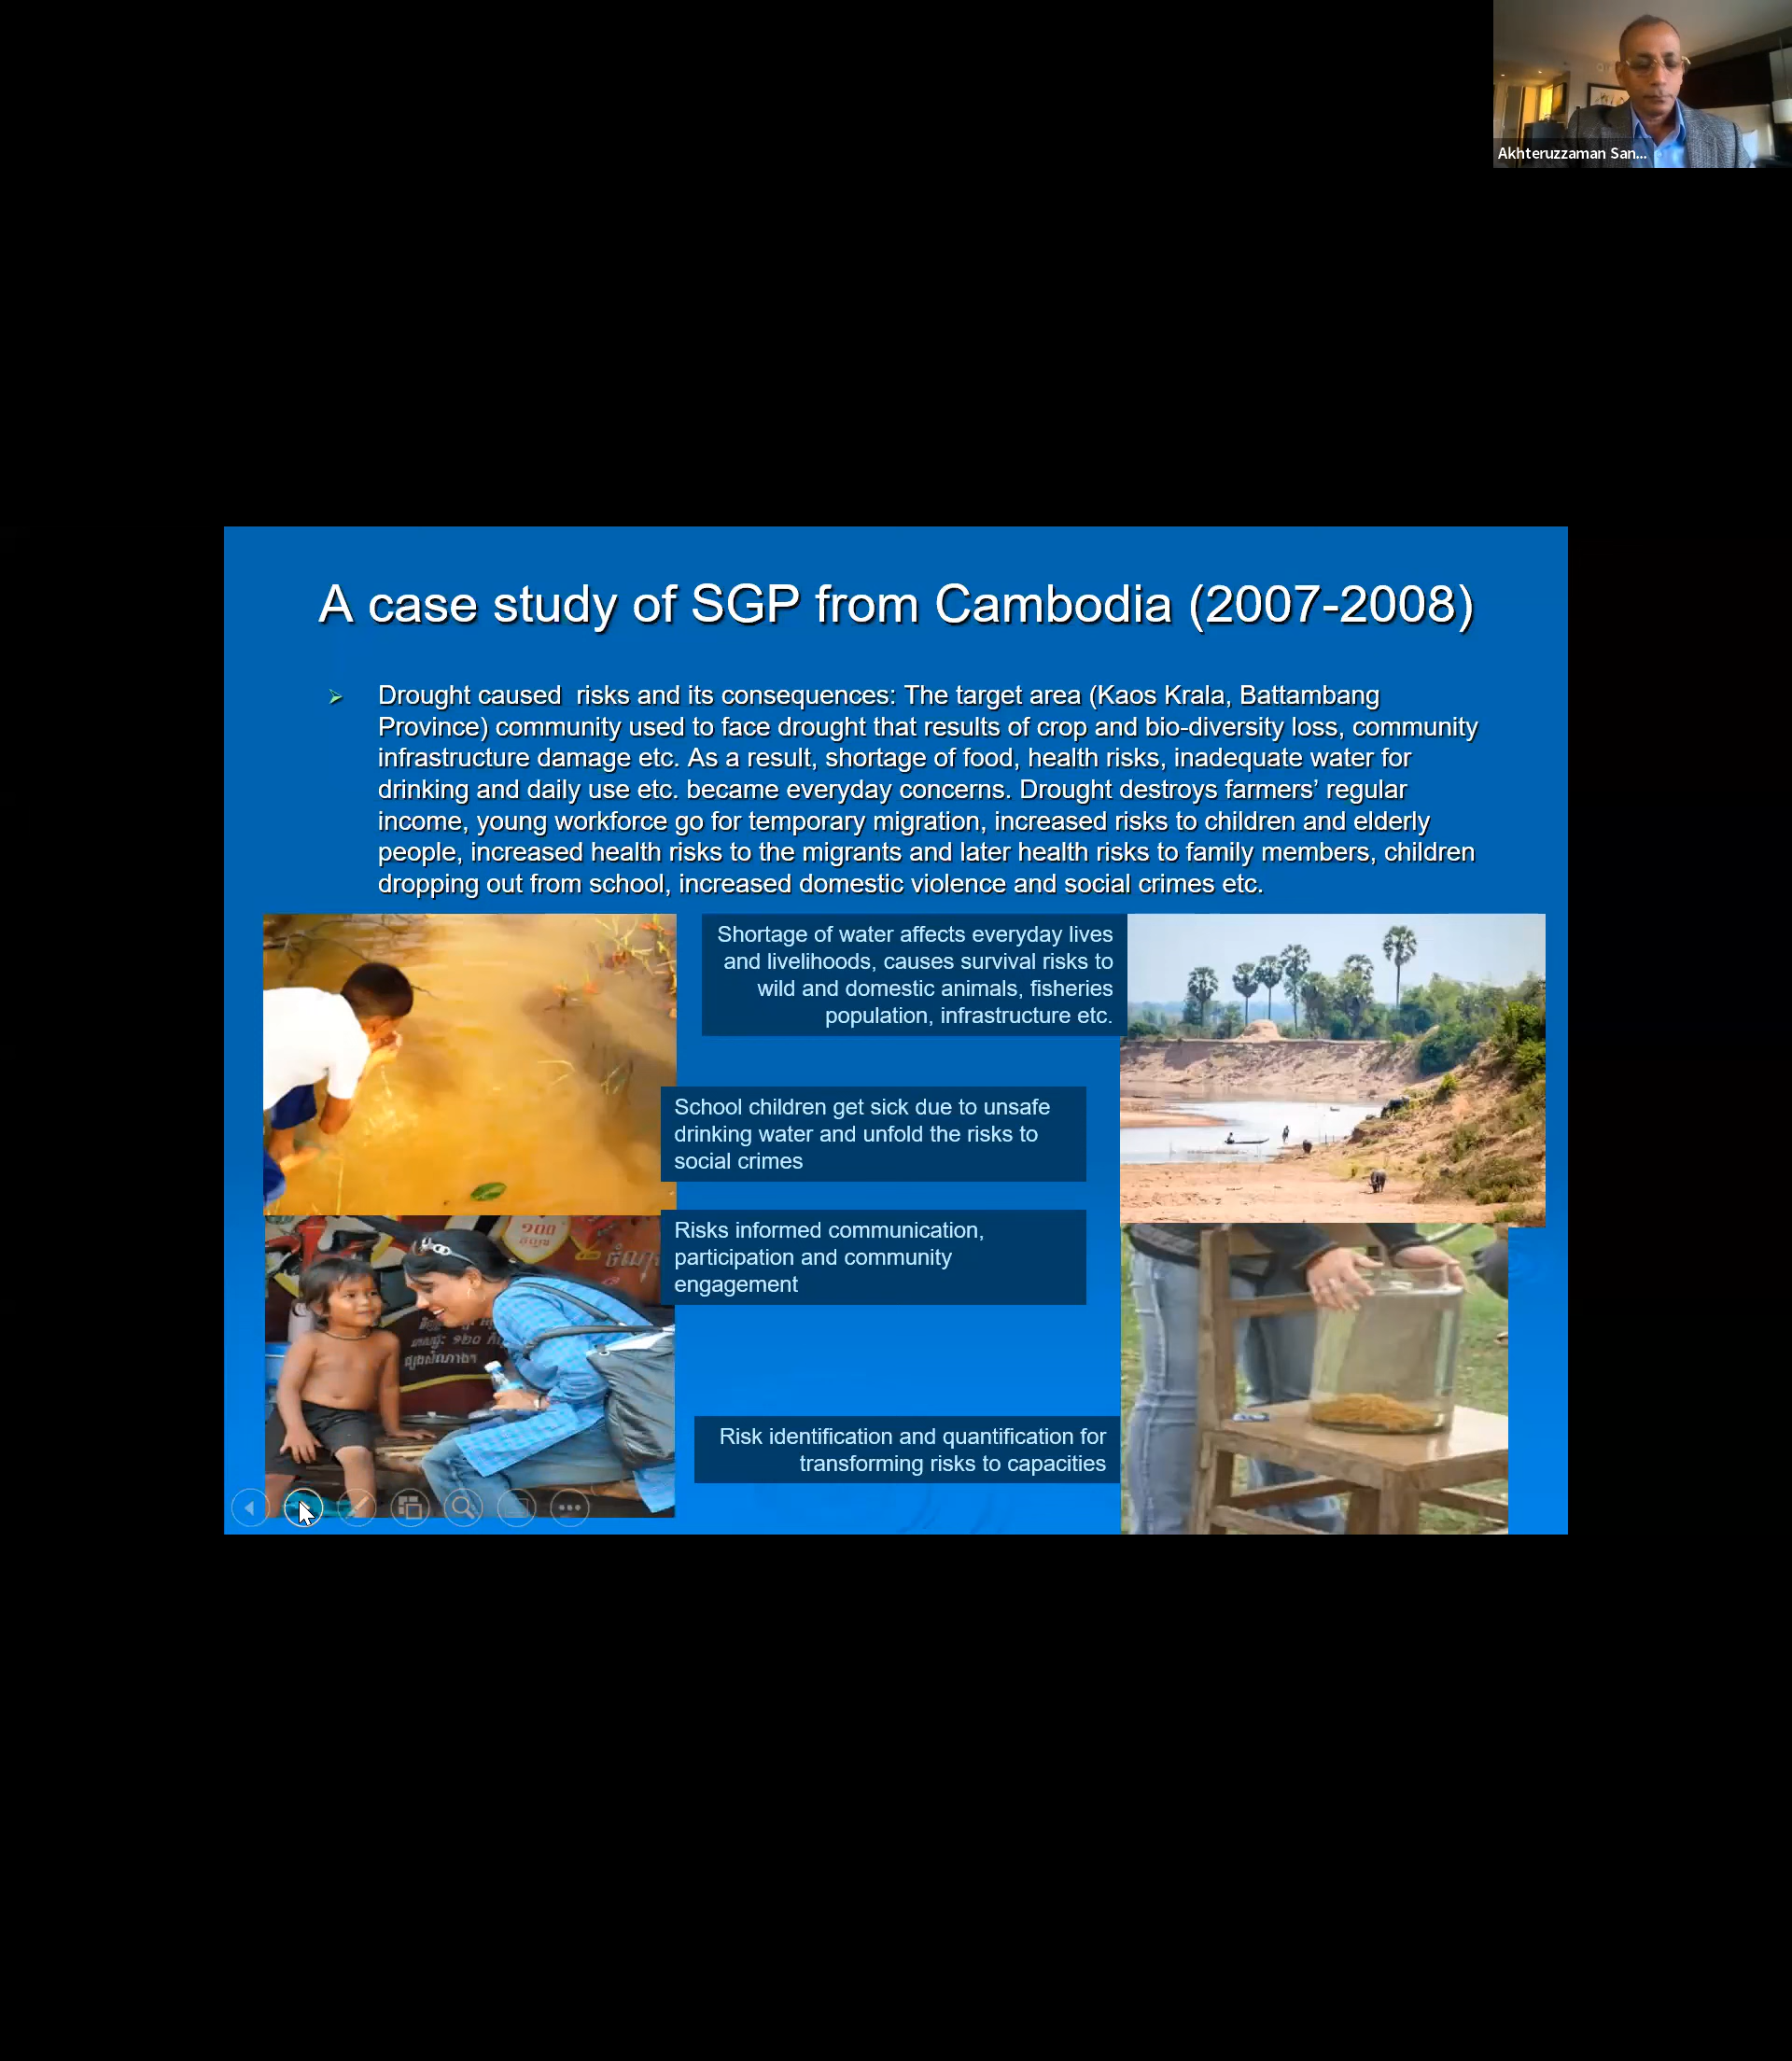 Akhteruzzaman San...
A case study of SGP from Cambodia (2007-2008)
Drought caused  risks and its consequences: The target area (Kaos Krala, Battambang
Province) community used to face drought that results of crop and bio-diversity loss, community
infrastructure damage etc. As a result, shortage of food, health risks, inadequate water for
drinking and daily use etc. became everyday concerns. Drought destroys farmers’ regular
income, young workforce go for temporary migration, increased risks to children and elderly
people, increased health risks to the migrants and later health risks to family members, children
dropping out from school, increased domestic violence and social crimes etc.
Shortage of water affects everyday lives
and livelihoods, causes survival risks to
wild and domestic animals, fisheries
population, infrastructure etc.
School children get sick due to unsafe
drinking water and unfold the risks to
social crimes
Risks informed communication,
participation and community
engagement
១០០
១២០
Risk identification and quantification for
transforming risks to capacities